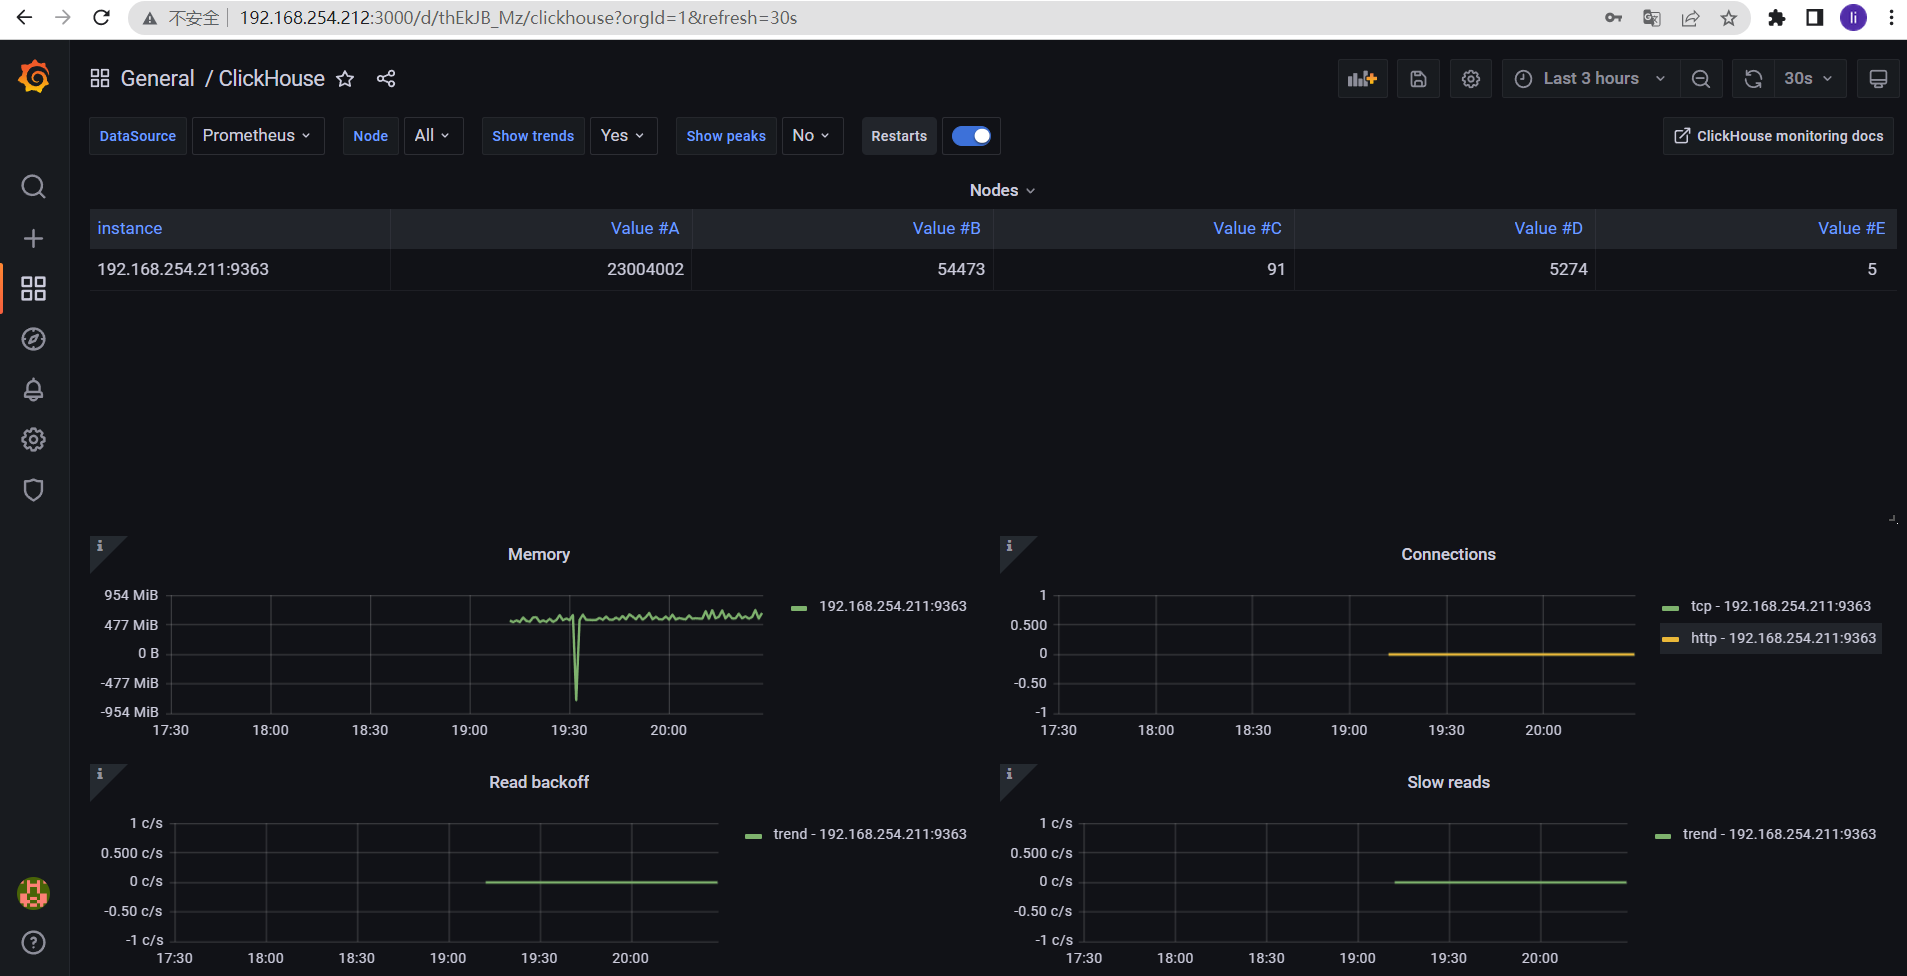 不安全 192.168.254.212:3000/d/thEkJB_Mz/clickhouse?orgId=1&refresh=30s
li
General / ClickHouse
Last 3 hours
30s
DataSource Prometheus Node All Show trends Yes Show peaks No Restarts ClickHouse monitoring docs
Nodes
instance Value #A Value #B Value #C Value #D Value #E
192.168.254.211:9363 23004002 54473 91 5274 5
Memory
954 MiB
477 MiB
0 B
-477 MiB
-954 MiB
17:30 18:00 18:30 19:00 19:30 20:00
192.168.254.211:9363
Connections
1
0.500
0
-0.50
-1
17:30 18:00 18:30 19:00 19:30 20:00
tcp - 192.168.254.211:9363
http - 192.168.254.211:9363
Read backoff
1 c/s
0.500 c/s
0 c/s
-0.50 c/s
-1 c/s
17:30 18:00 18:30 19:00 19:30 20:00
trend - 192.168.254.211:9363
Slow reads
1 c/s
0.500 c/s
0 c/s
-0.50 c/s
-1 c/s
17:30 18:00 18:30 19:00 19:30 20:00
trend - 192.168.254.211:9363